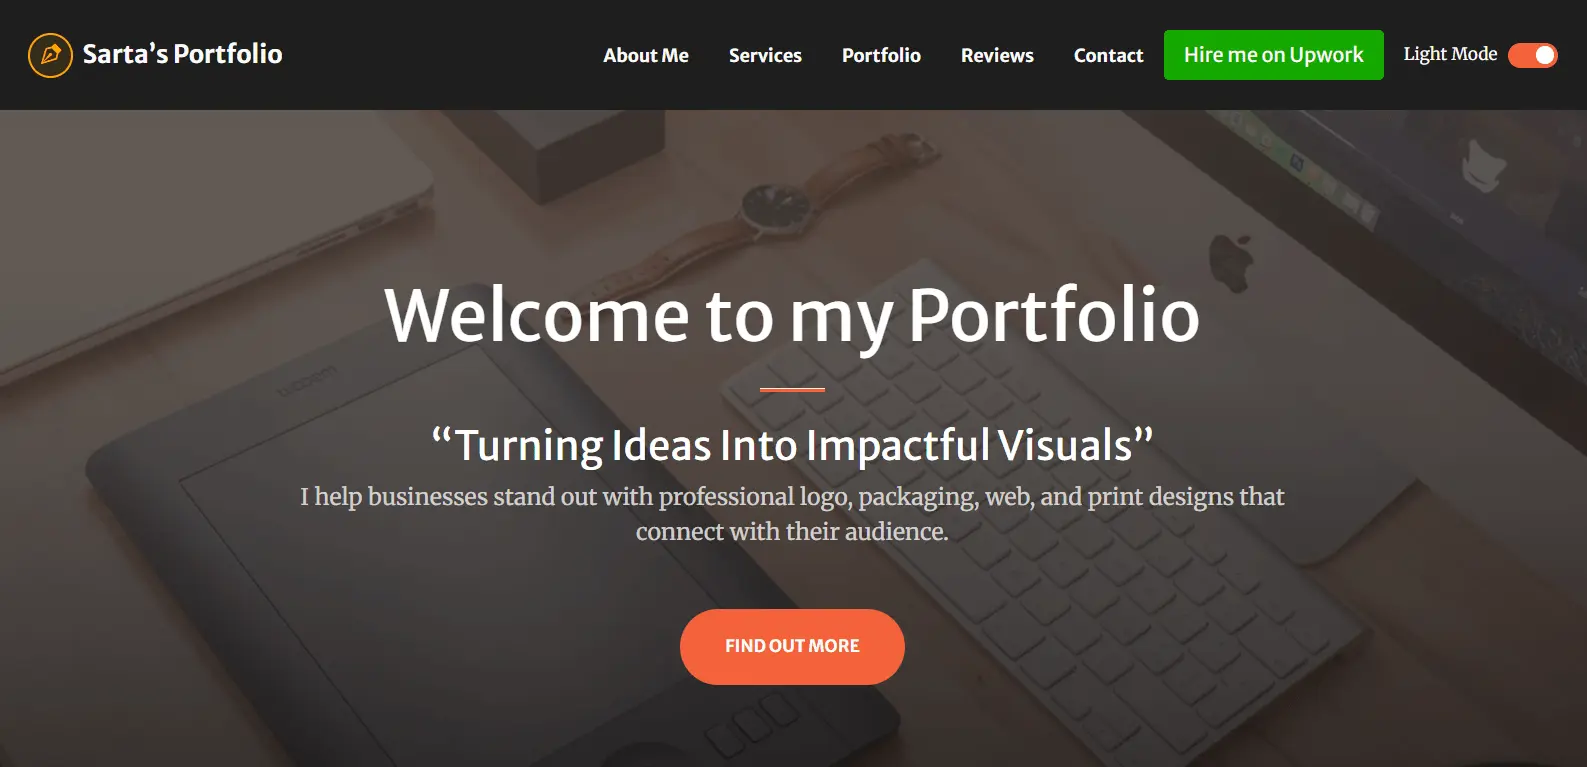 Sarta’s Portfolio
About Me
Services
Portfolio
Reviews
Contact
Hire me on Upwork
Light Mode
Welcome to my Portfolio
“Turning Ideas Into Impactful Visuals”
I help businesses stand out with professional logo, packaging, web, and print designs that
connect with their audience.
FIND OUT MORE